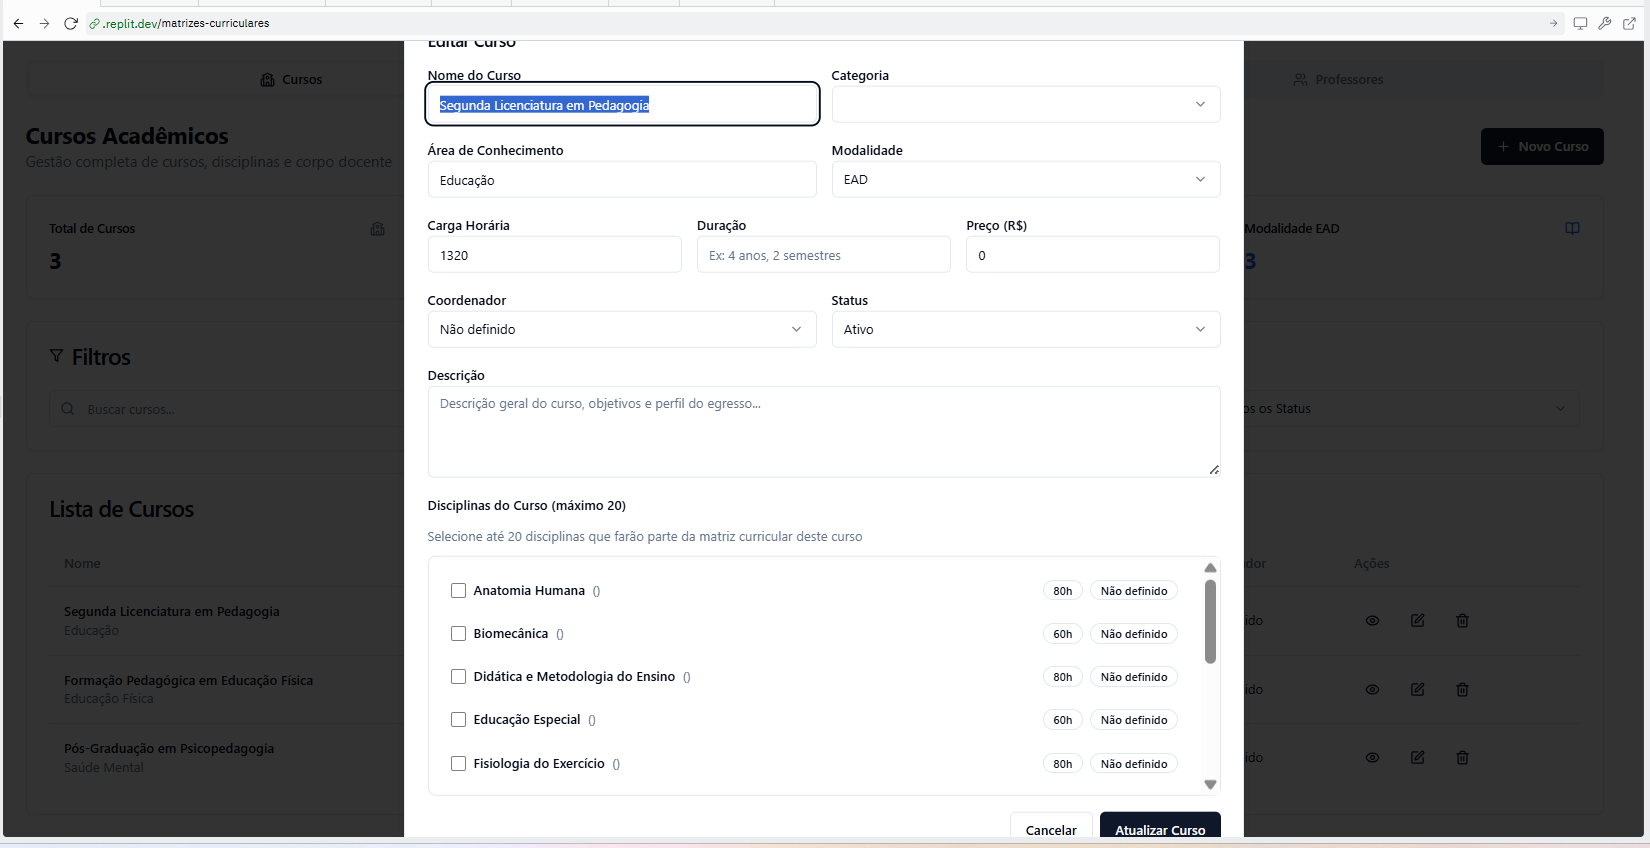 .replit.dev/matrizes-curriculares
Editar Curso
Cursos
Professores
Cursos Acadêmicos
Gestão completa de cursos, disciplinas e corpo docente
Novo Curso
Total de Cursos
3
Modalidade EAD
3
Filtros
Buscar cursos...
os os Status
Lista de Cursos
Nome
dor
Ações
Segunda Licenciatura em Pedagogia
Educação
ido
Formação Pedagógica em Educação Física
Educação Física
ido
Pós-Graduação em Psicopedagogia
Saúde Mental
ido
Nome do Curso
Segunda Licenciatura em Pedagogia
Categoria
Área de Conhecimento
Educação
Modalidade
EAD
Carga Horária
1320
Duração
Ex: 4 anos, 2 semestres
Preço (R$)
0
Coordenador
Não definido
Status
Ativo
Descrição
Descrição geral do curso, objetivos e perfil do egresso...
Disciplinas do Curso (máximo 20)
Selecione até 20 disciplinas que farão parte da matriz curricular deste curso
Anatomia Humana () 80h Não definido
Biomecânica () 60h Não definido
Didática e Metodologia do Ensino () 80h Não definido
Educação Especial () 60h Não definido
Fisiologia do Exercício () 80h Não definido
Cancelar
Atualizar Curso